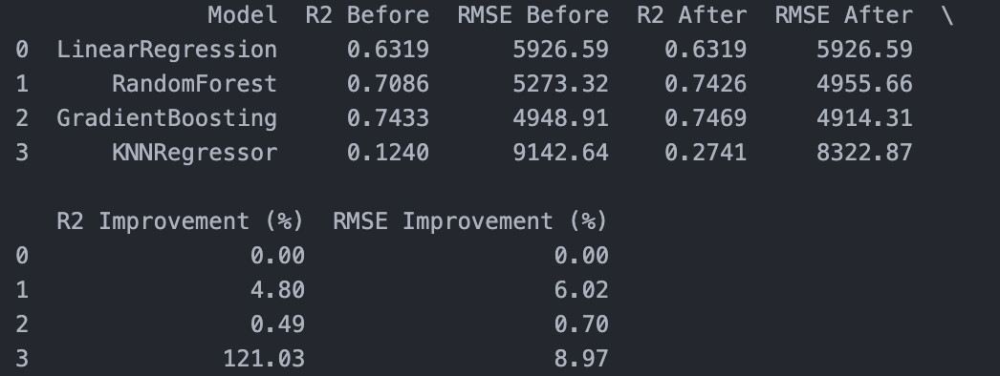 Model R2 Before RMSE Before R2 After RMSE After \
0 LinearRegression 0.6319 5926.59 0.6319 5926.59
1 RandomForest 0.7086 5273.32 0.7426 4955.66
2 GradientBoosting 0.7433 4948.91 0.7469 4914.31
3 KNNRegressor 0.1240 9142.64 0.2741 8322.87
R2 Improvement (%) RMSE Improvement (%)
0 0.00 0.00
1 4.80 6.02
2 0.49 0.70
3 121.03 8.97